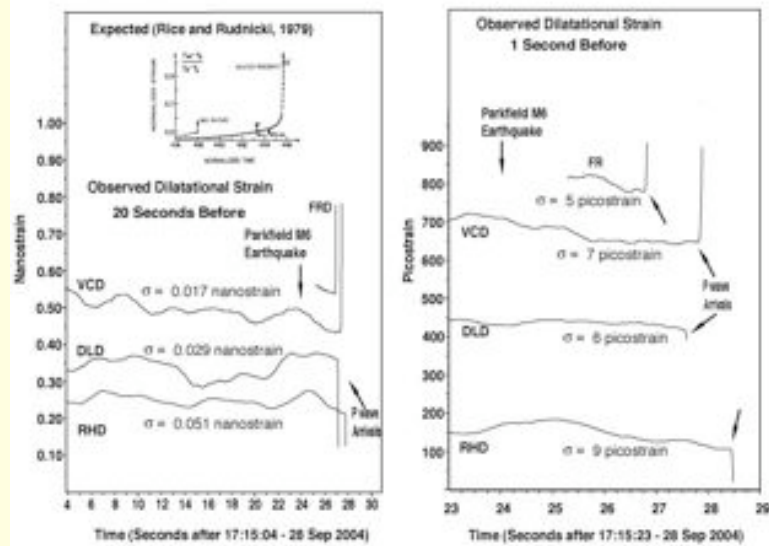 Expected (Rice and Rudnicki, 1979)
NORMALIZED TIME
Observed Dilatational Strain
20 Seconds Before
Parkfield M6
Earthquake
FRD
VCD
σ = 0.017 nanostrain
DLD
σ = 0.029 nanostrain
RHD
σ = 0.051 nanostrain
P wave
Nanostrain
1.00
0.90
0.80
0.70
0.60
0.50
0.40
0.30
0.20
0.10
4 6 8 10 12 14 16 18 20 22 24 26 28 30
Time (Seconds after 17:15:04 - 28 Sep 2004)
Observed Dilatational Strain
1 Second Before
Parkfield M6
Earthquake
FR
σ = 5 picostrain
VCD
σ = 7 picostrain
P wave
DLD
σ = 6 picostrain
RHD
σ = 9 picostrain
Picostrain
900
800
700
600
500
400
300
200
100
23 24 25 26 27 28 29
Time (Seconds after 17:15:23 - 28 Sep 2004)